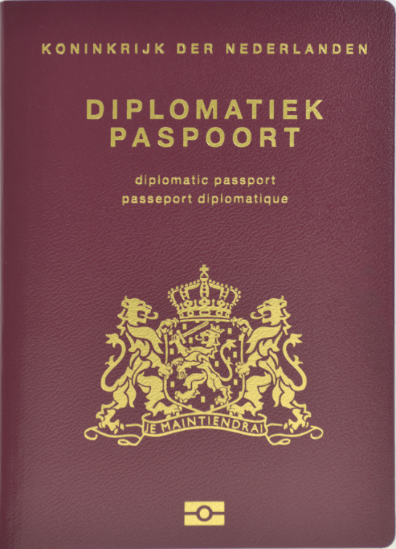 KONINKRIJK DER NEDERLANDEN
DIPLOMATIEK
PASPOORT
diplomatic passport
passeport diplomatique
JE MAINTIENDRAI